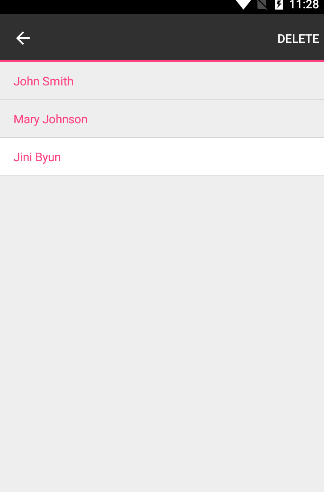 11:28
DELETE
John Smith
Mary Johnson
Jini Byun